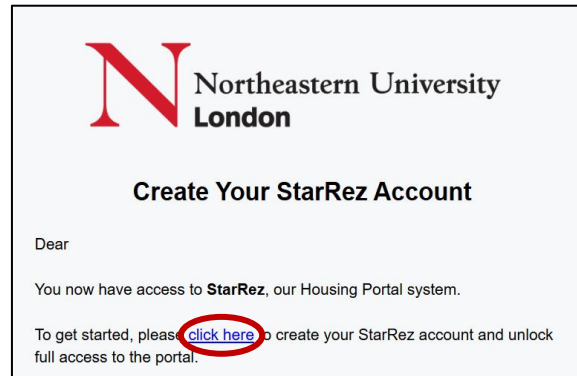 N Northeastern University
London
Create Your StarRez Account
Dear
You now have access to StarRez, our Housing Portal system.
To get started, please click here to create your StarRez account and unlock
full access to the portal.